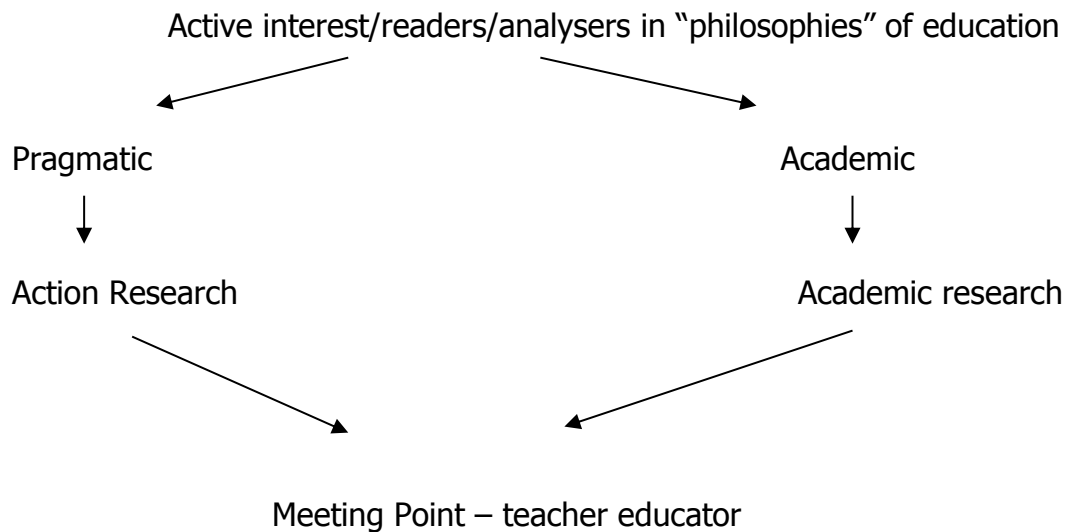 Active interest/readers/analysers in “philosophies” of education
Pragmatic
Academic
Action Research
Academic research
Meeting Point – teacher educator